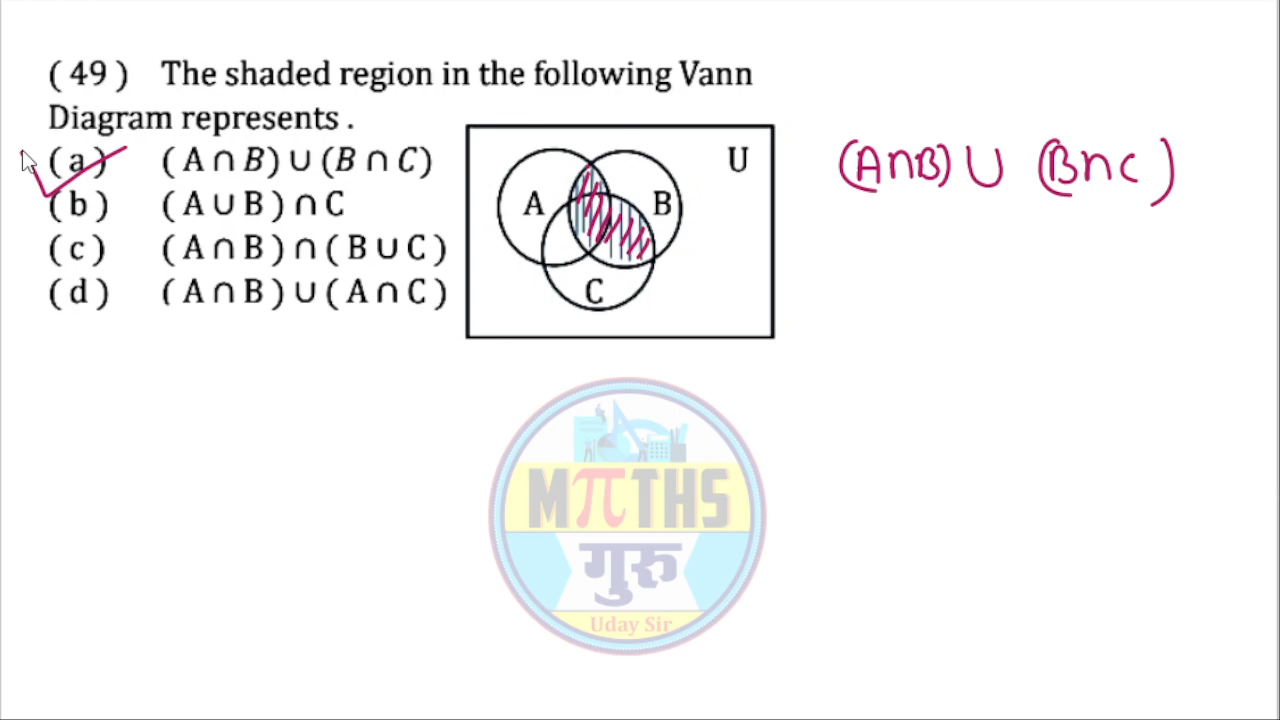 ( 49 ) The shaded region in the following Vann
Diagram represents .
( a ) ( A ∩ B ) ∪ ( B ∩ C )
( b ) ( A ∪ B ) ∩ C
( c ) ( A ∩ B ) ∩ ( B ∪ C )
( d ) ( A ∩ B ) ∪ ( A ∩ C )
U
A
B
C
(A∩B) ∪ (B∩C)
MπTHS
गुरु
Uday Sir